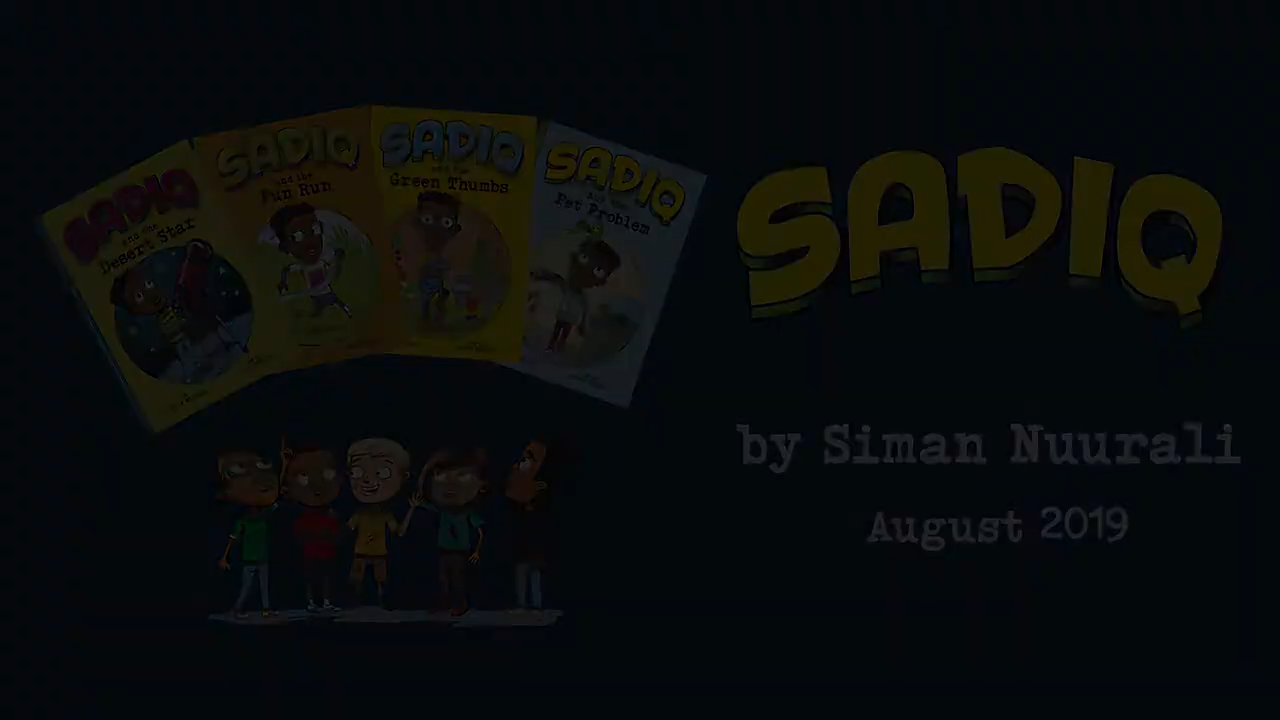 SADIQ
and the
Desert Star
SADIQ
and the
Fun Run
SADIQ
and the
Green Thumbs
SADIQ
and the
Pet Problem
SADIQ
by Siman Nuurali
August 2019